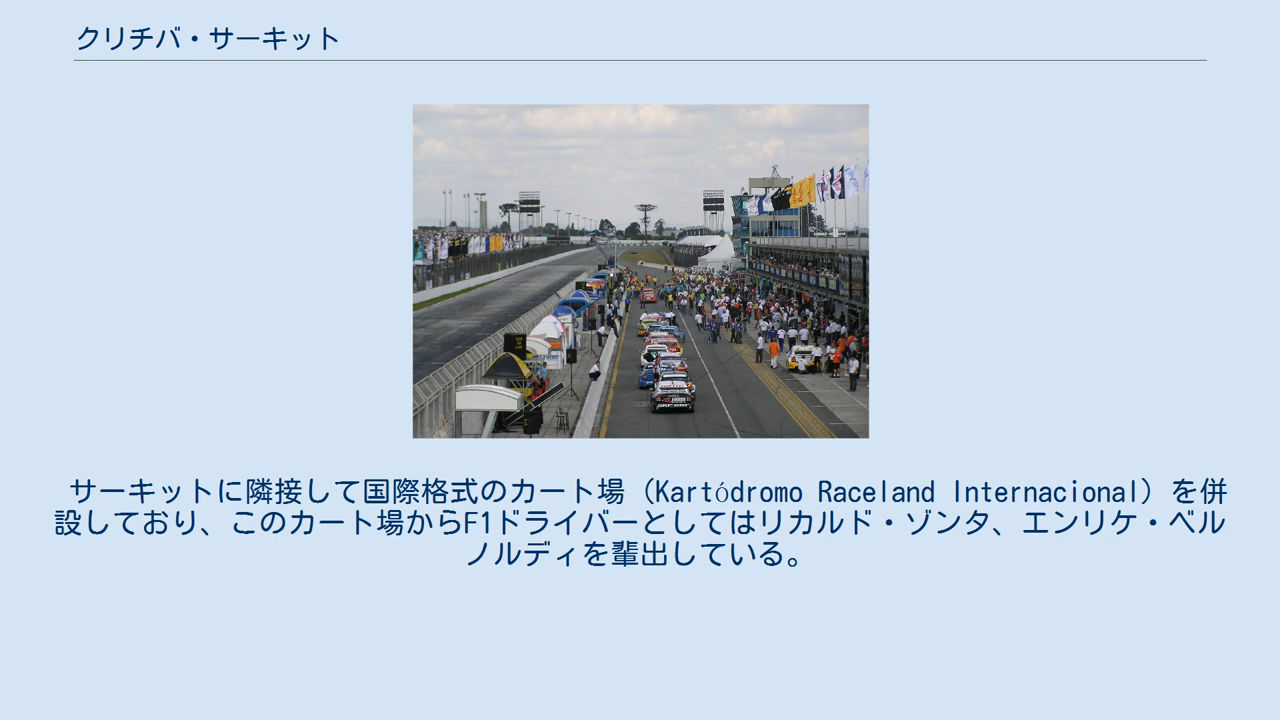 クリチバ・サーキット
サーキットに隣接して国際格式のカート場（Kartódromo Raceland Internacional）を併
設しており、このカート場からF1ドライバーとしてはリカルド・ゾンタ、エンリケ・ベル
ノルディを輩出している。